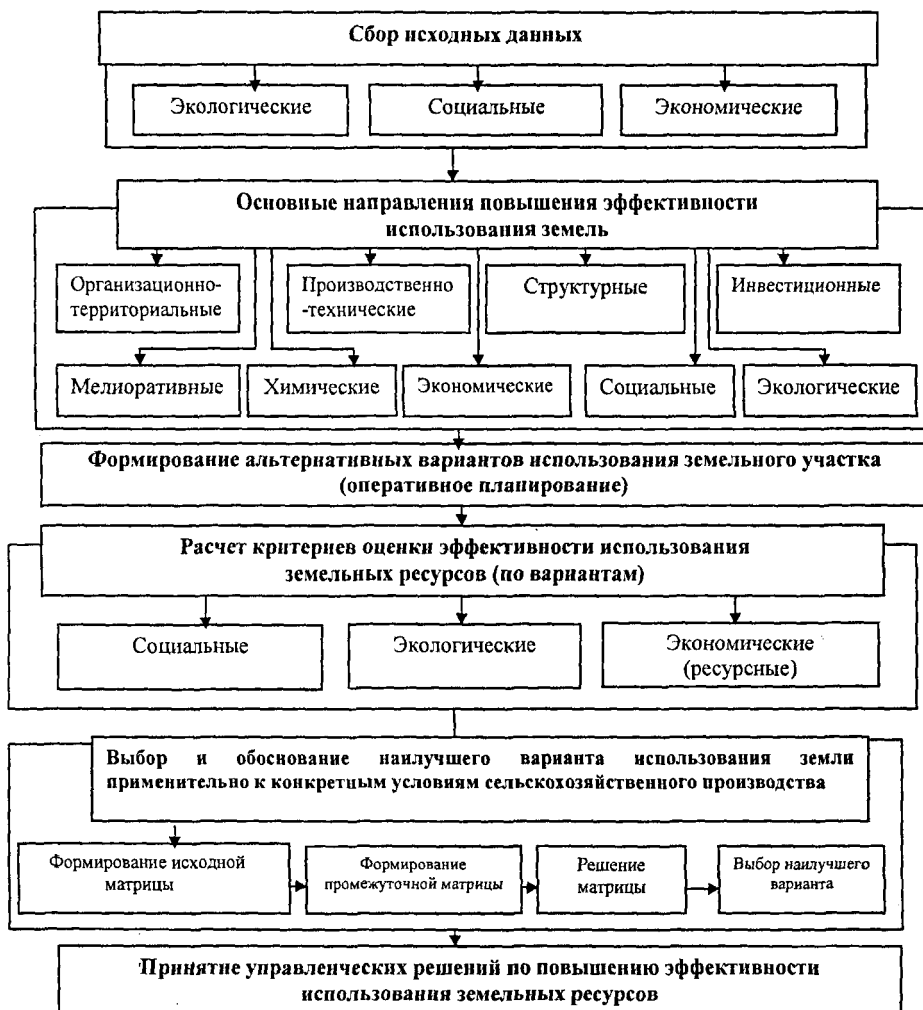 Сбор исходных данных
Экологические
Социальные
Экономические
Основные направления повышения эффективности
использования земель
Организационно-
территориальные
Производственно
-технические
Структурные
Инвестиционные
Мелиоративные
Химические
Экономические
Социальные
Экологические
Формирование альтернативных вариантов использования земельного участка
(оперативное планирование)
Расчет критериев оценки эффективности использования
земельных ресурсов (по вариантам)
Социальные
Экологические
Экономические
(ресурсные)
Выбор и обоснование наилучшего варианта использования земли
применительно к конкретным условиям сельскохозяйственного производства
Формирование исходной
матрицы
Формирование
промежуточной матрицы
Решение
матрицы
Выбор наилучшего
варианта
Принятие управленческих решений по повышению эффективности
использования земельных ресурсов